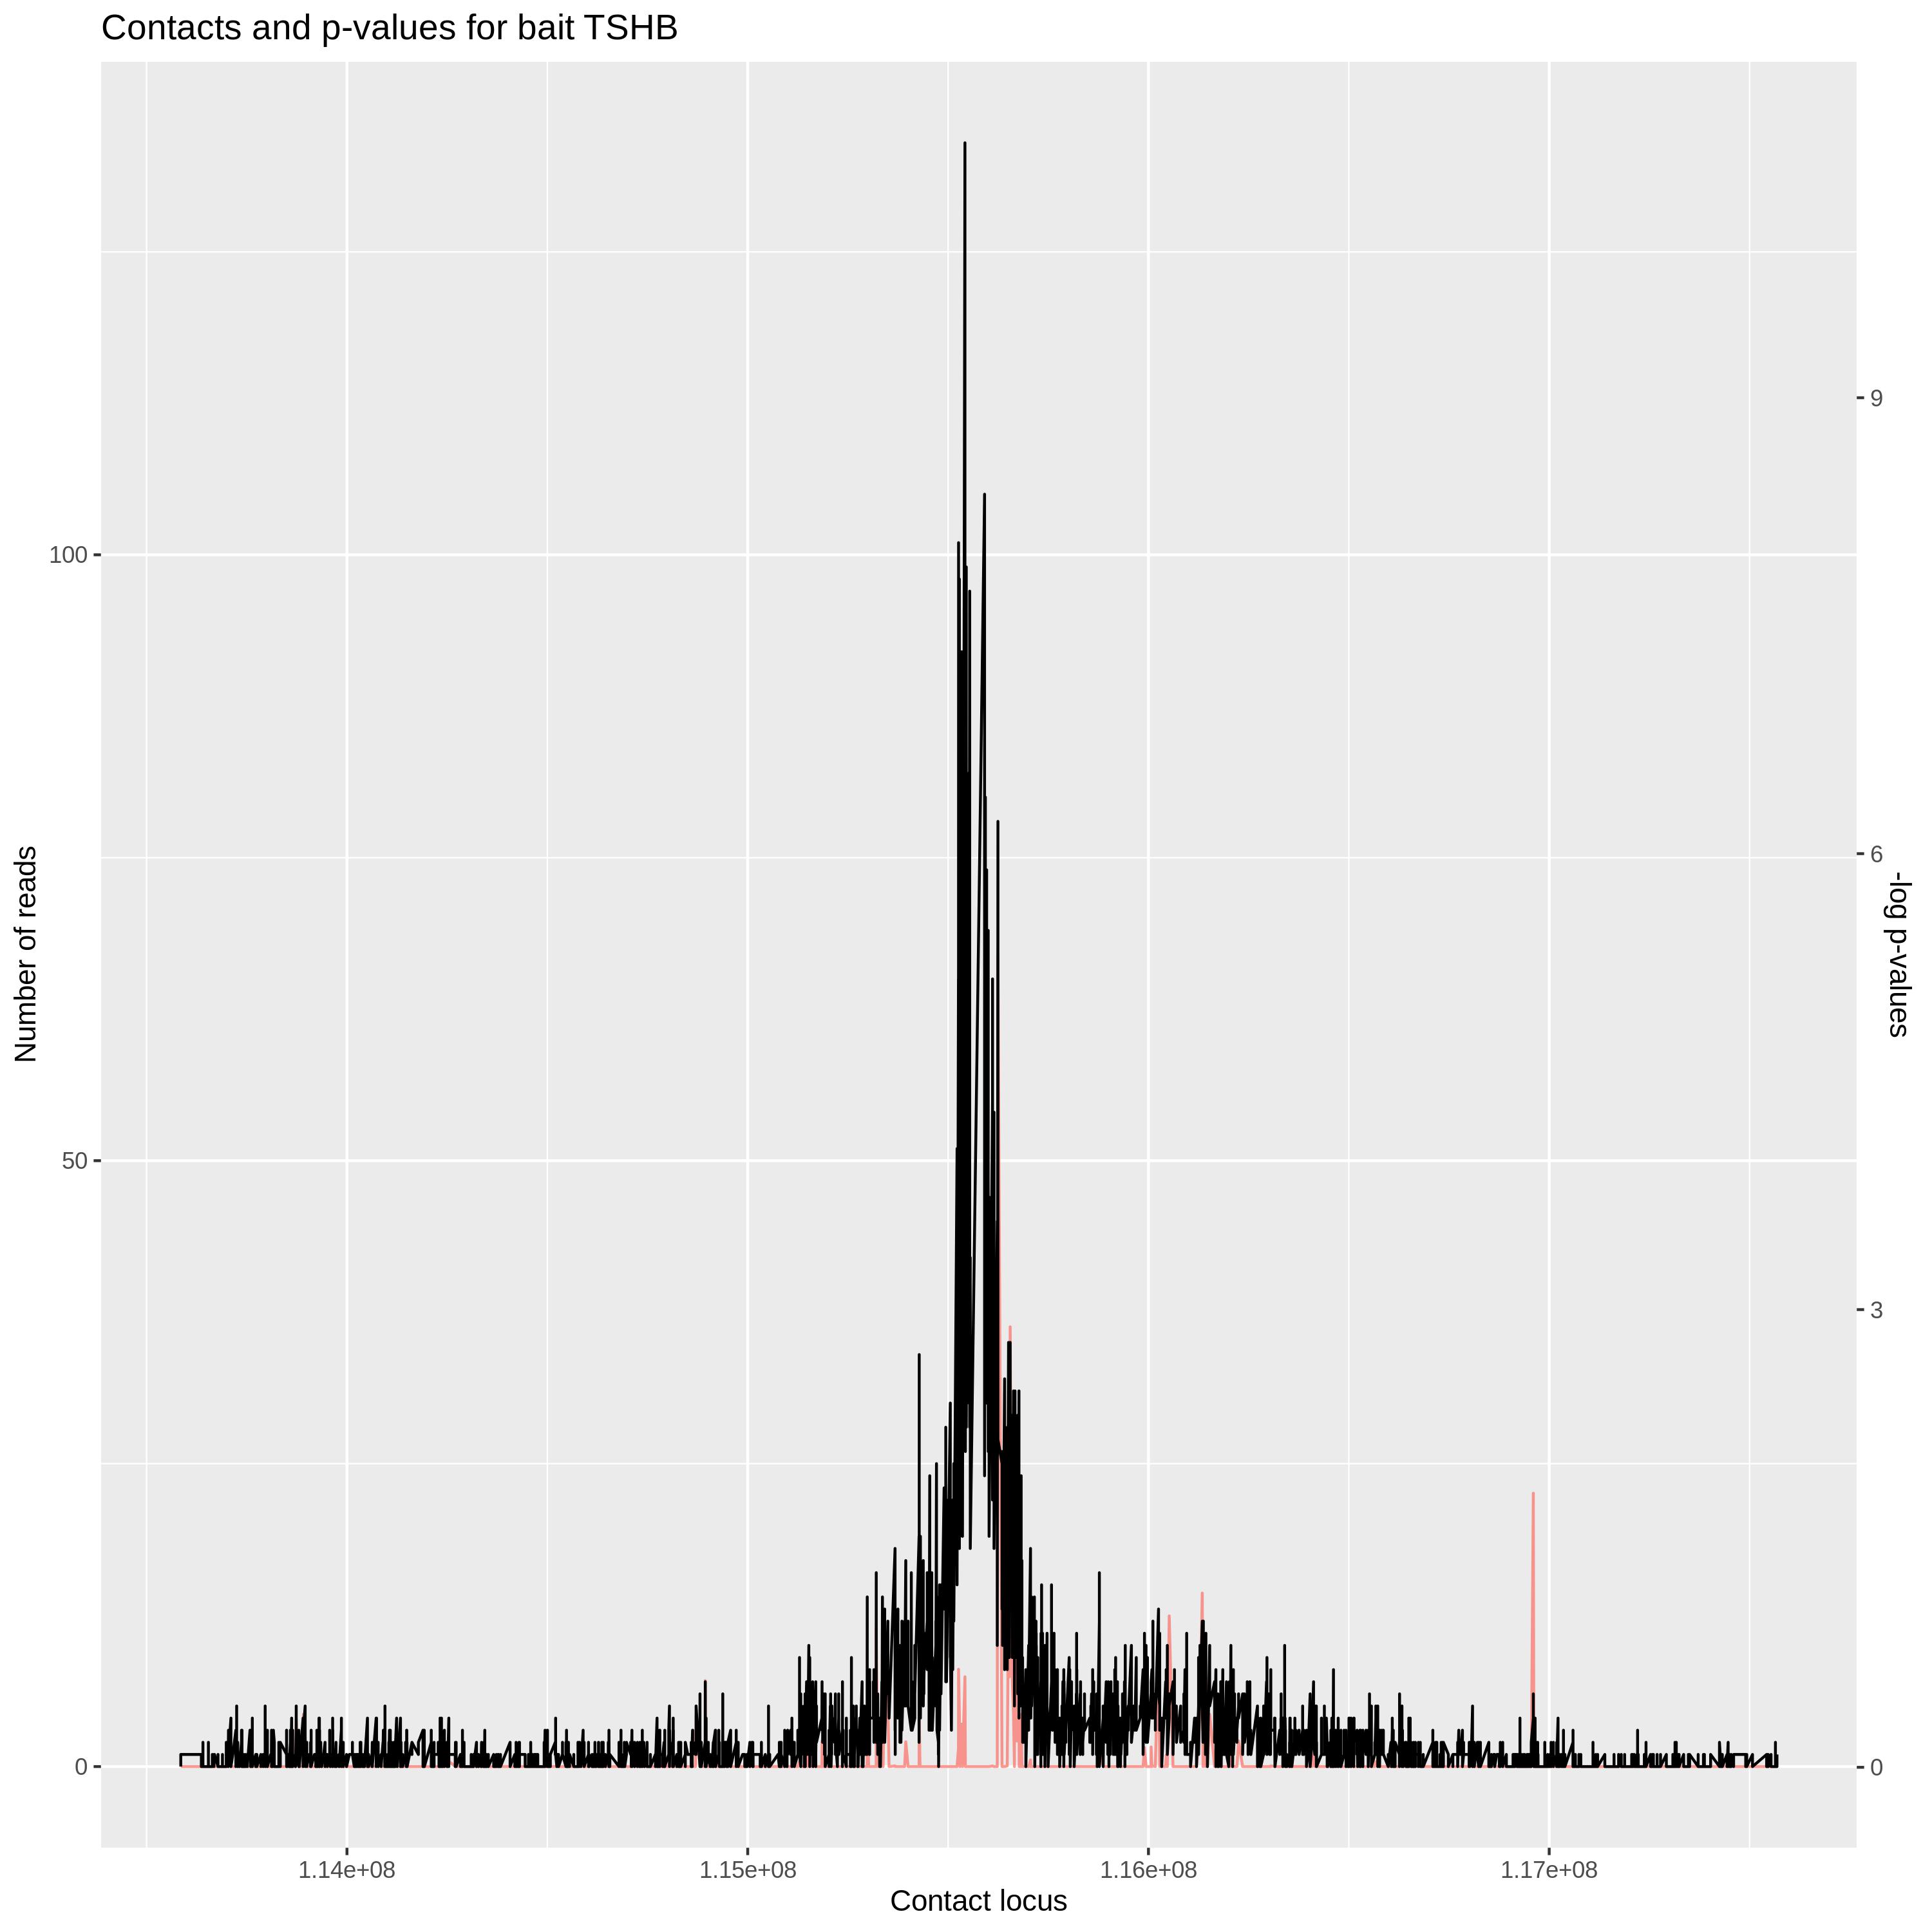 Contacts and p-values for bait TSHB
100
50
0
Number of reads
9
6
3
0
-log p-values
1.14e+08
1.15e+08
1.16e+08
1.17e+08
Contact locus